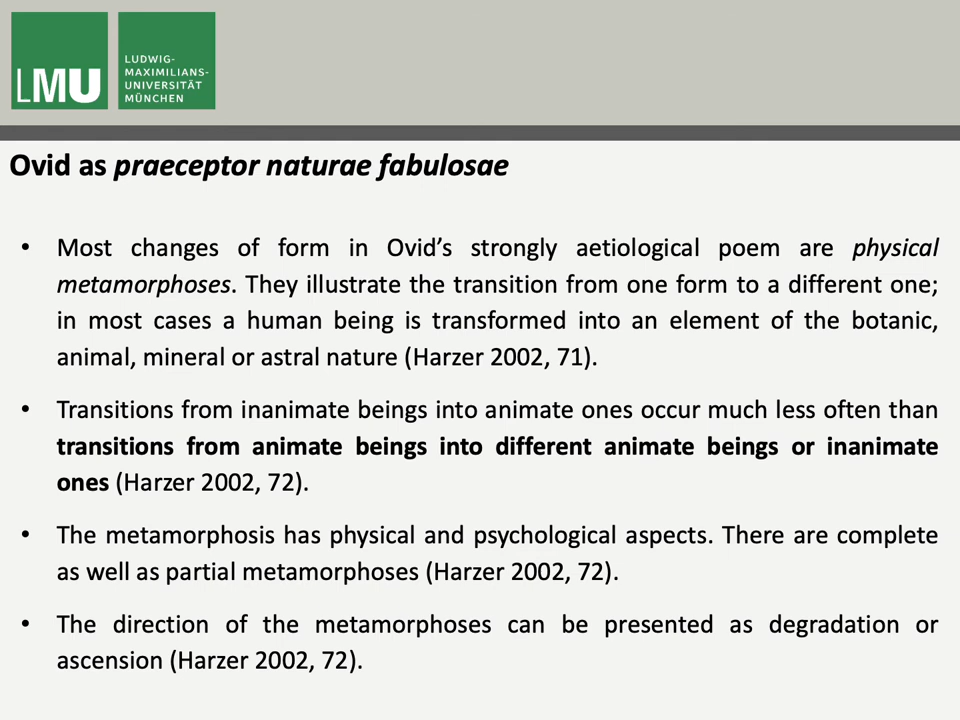 LMU
LUDWIG-
MAXIMILIANS-
UNIVERSITÄT
MÜNCHEN
Ovid as praeceptor naturae fabulosae
• Most changes of form in Ovid’s strongly aetiological poem are physical
metamorphoses. They illustrate the transition from one form to a different one;
in most cases a human being is transformed into an element of the botanic,
animal, mineral or astral nature (Harzer 2002, 71).
• Transitions from inanimate beings into animate ones occur much less often than
transitions from animate beings into different animate beings or inanimate
ones (Harzer 2002, 72).
• The metamorphosis has physical and psychological aspects. There are complete
as well as partial metamorphoses (Harzer 2002, 72).
• The direction of the metamorphoses can be presented as degradation or
ascension (Harzer 2002, 72).